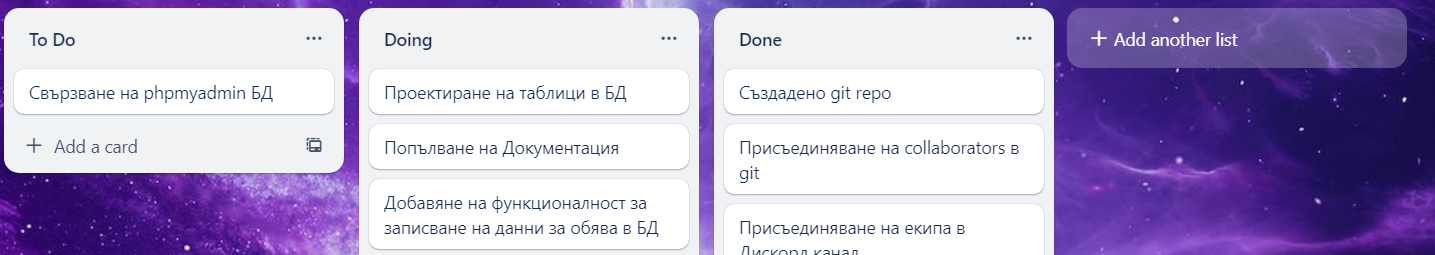 To Do
Свързване на phpmyadmin БД
Add a card
Doing
Проектиране на таблици в БД
Попълване на Документация
Добавяне на функционалност за
записване на данни за обява в БД
Done
Създадено git repo
Присъединяване на collaborators в
git
Присъединяване на екипа в
Дискорд канал
Add another list